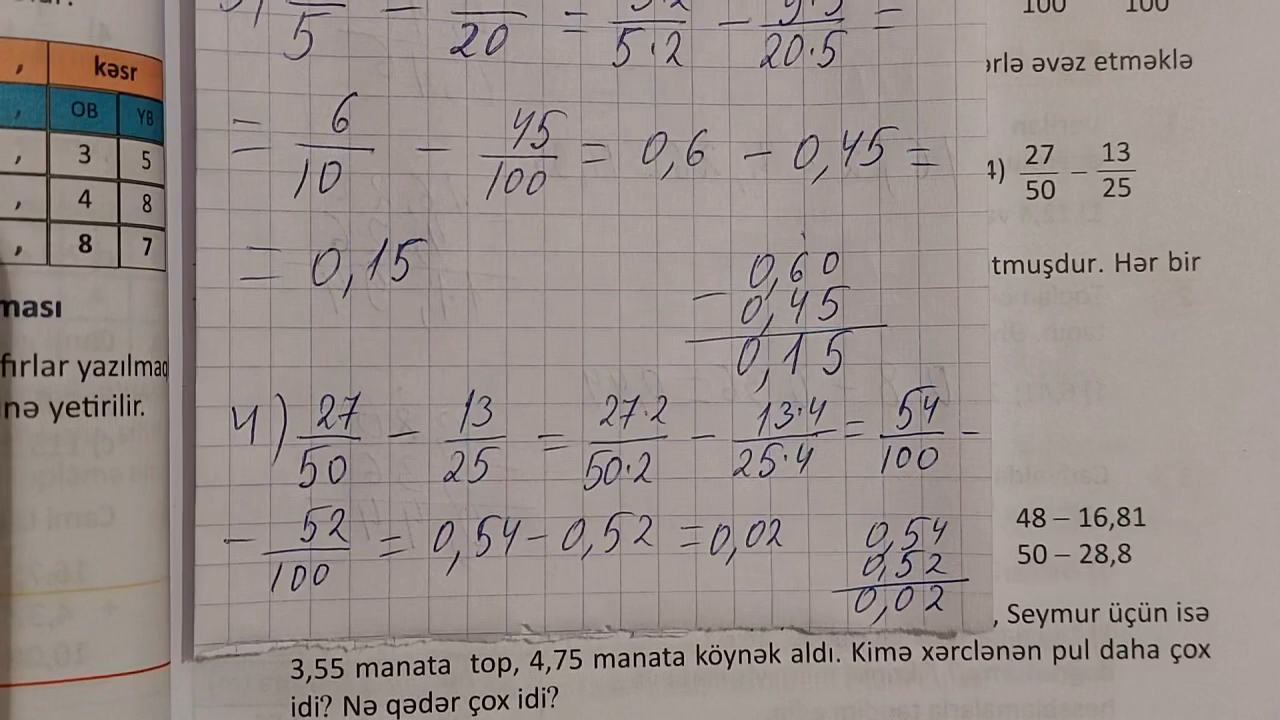 kəsr
OB YB
, 3 5
, 4 8
, 8 7
ması
nə yetirilir.
5 - 20 = 5·2 - 20·5 =
= 6/10 - 45/100 = 0,6 - 0,45 =
= 0,15
0,60
- 0,45
0,15
4) 27/50 - 13/25 = 27·2/50·2 - 13·4/25·4 = 54/100 -
- 52/100 = 0,54 - 0,52 = 0,02
0,54
0,52
0,02
100 100
əvəz etməklə
4) 27/50 - 13/25
tmuşdur. Hər bir
48 – 16,81
50 – 28,8
, Seymur üçün isə
3,55 manata top, 4,75 manata köynək aldı. Kimə xərclənən pul daha çox
idi? Nə qədər çox idi?